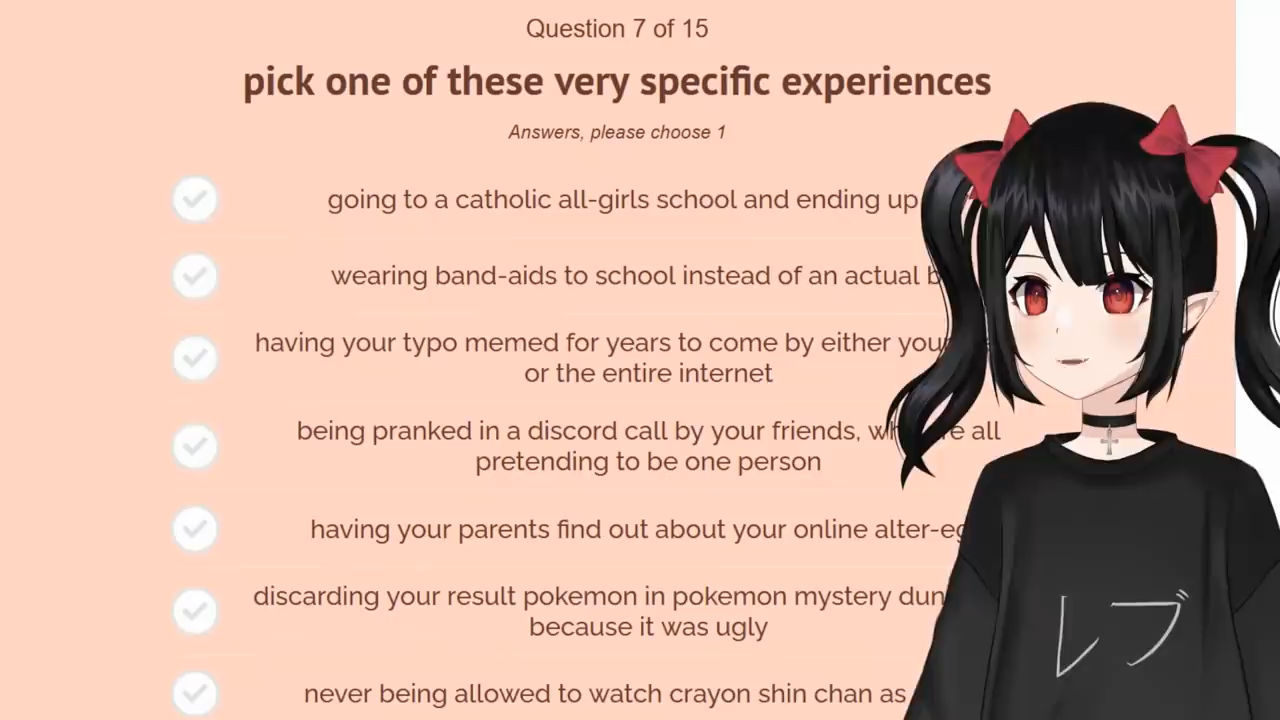 Question 7 of 15
pick one of these very specific experiences
Answers, please choose 1
going to a catholic all-girls school and ending up
wearing band-aids to school instead of an actual
having your typo memed for years to come by either
or the entire internet
being pranked in a discord call by your friends, all
pretending to be one person
having your parents find out about your online
discarding your result pokemon in pokemon mystery
because it was ugly
never being allowed to watch crayon shin chan as
レブ